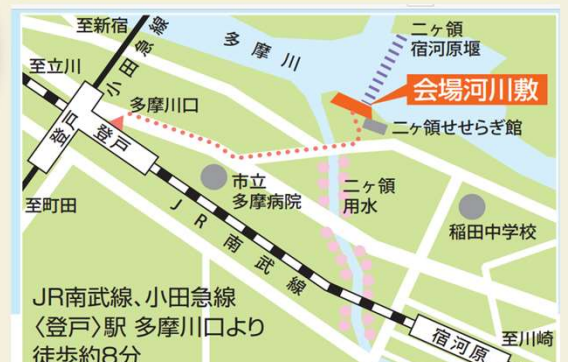 至新宿
小田急線
多摩川
二ヶ領
宿河原堰
至立川
会場河川敷
多摩川口
登戸
登戸
二ヶ領せせらぎ館
市立
多摩病院
二ヶ領
用水
至町田
JR南武線
稲田中学校
JR南武線、小田急線
〈登戸〉駅 多摩川口より
徒歩約8分
宿河原
至川崎